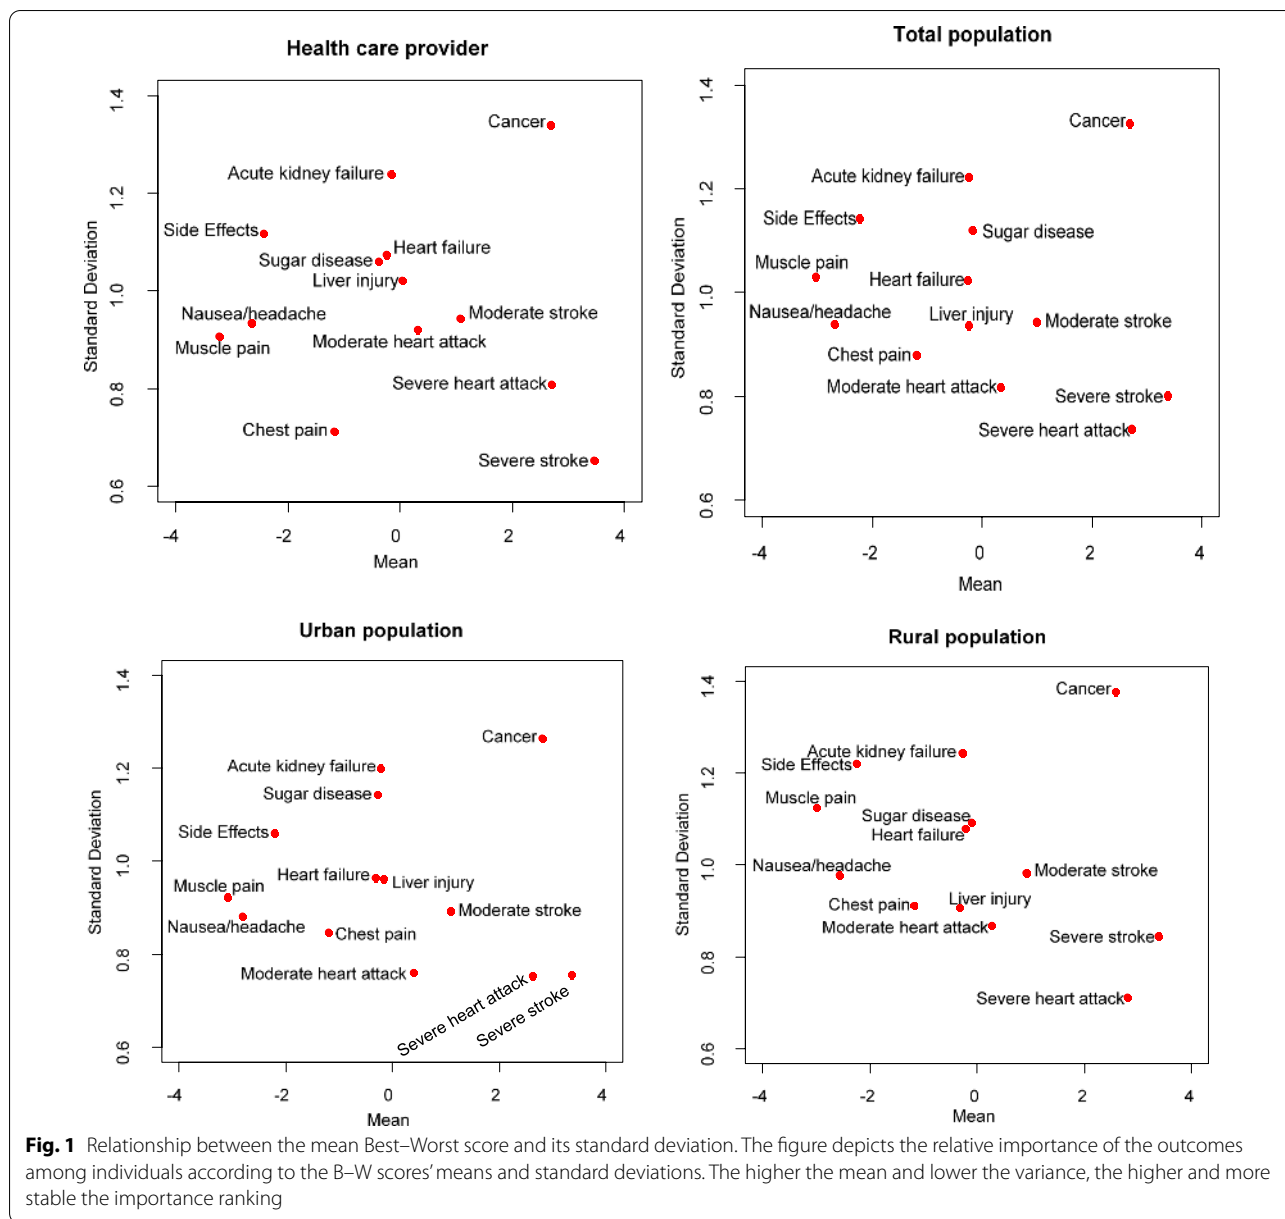 Health care provider
1.4
1.2
1.0
0.8
0.6
Standard Deviation
Cancer
Acute kidney failure
Side Effects
Heart failure
Sugar disease
Liver injury
Nausea/headache
Moderate stroke
Muscle pain
Moderate heart attack
Severe heart attack
Chest pain
Severe stroke
-4 -2 0 2 4
Mean
Total population
1.4
1.2
1.0
0.8
0.6
Standard Deviation
Cancer
Acute kidney failure
Side Effects
Sugar disease
Muscle pain
Heart failure
Nausea/headache
Liver injury
Moderate stroke
Chest pain
Moderate heart attack
Severe stroke
Severe heart attack
-4 -2 0 2 4
Mean
Urban population
1.4
1.2
1.0
0.8
0.6
Standard Deviation
Cancer
Acute kidney failure
Sugar disease
Side Effects
Heart failure
Liver injury
Muscle pain
Moderate stroke
Nausea/headache
Chest pain
Moderate heart attack
Severe heart attack
Severe stroke
-4 -2 0 2 4
Mean
Rural population
1.4
1.2
1.0
0.8
0.6
Standard Deviation
Cancer
Acute kidney failure
Side Effects
Muscle pain
Sugar disease
Heart failure
Nausea/headache
Moderate stroke
Chest pain
Liver injury
Moderate heart attack
Severe stroke
Severe heart attack
-4 -2 0 2 4
Mean
Fig. 1 Relationship between the mean Best–Worst score and its standard deviation. The figure depicts the relative importance of the outcomes
among individuals according to the B–W scores’ means and standard deviations. The higher the mean and lower the variance, the higher and more
stable the importance ranking